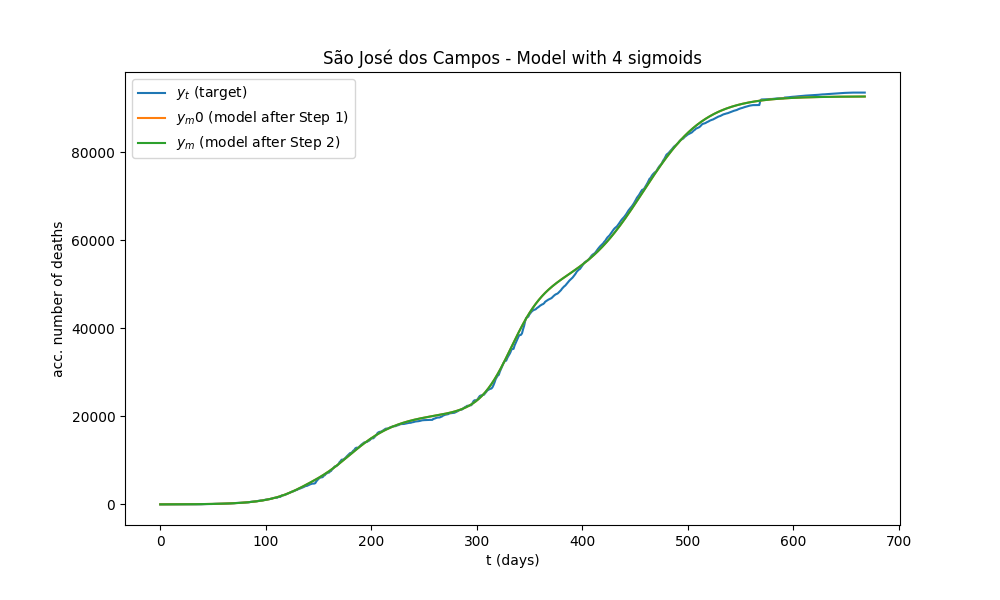 São José dos Campos - Model with 4 sigmoids
y_t (target)
y_m0 (model after Step 1)
y_m (model after Step 2)
acc. number of deaths
80000
60000
40000
20000
0
0 100 200 300 400 500 600 700
t (days)